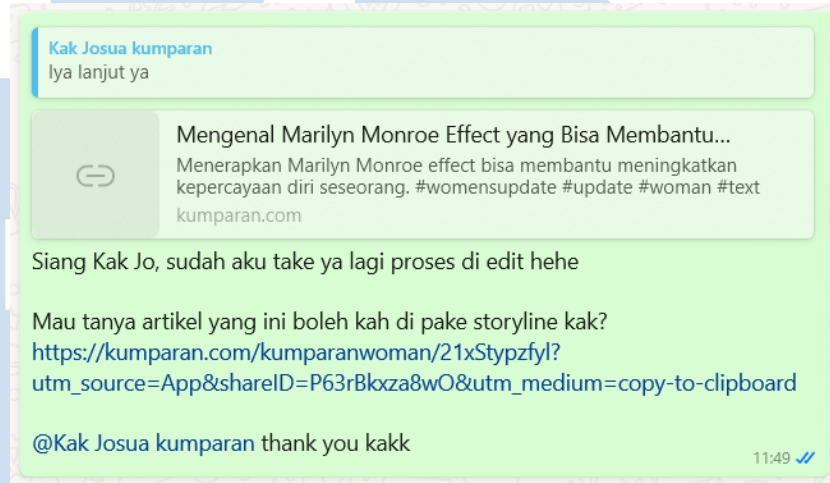 Kak Josua kumparan
Iya lanjut ya
Mengenal Marilyn Monroe Effect yang Bisa Membantu...
Menerapkan Marilyn Monroe effect bisa membantu meningkatkan
kepercayaan diri seseorang. #womensupdate #update #woman #text
kumparan.com
Siang Kak Jo, sudah aku take ya lagi proses di edit hehe
Mau tanya artikel yang ini boleh kah di pake storyline kak?
https://kumparan.com/kumparanwoman/21xStypzfyl?
utm_source=App&shareID=P63rBkxza8wO&utm_medium=copy-to-clipboard
@Kak Josua kumparan thank you kakk
11:49